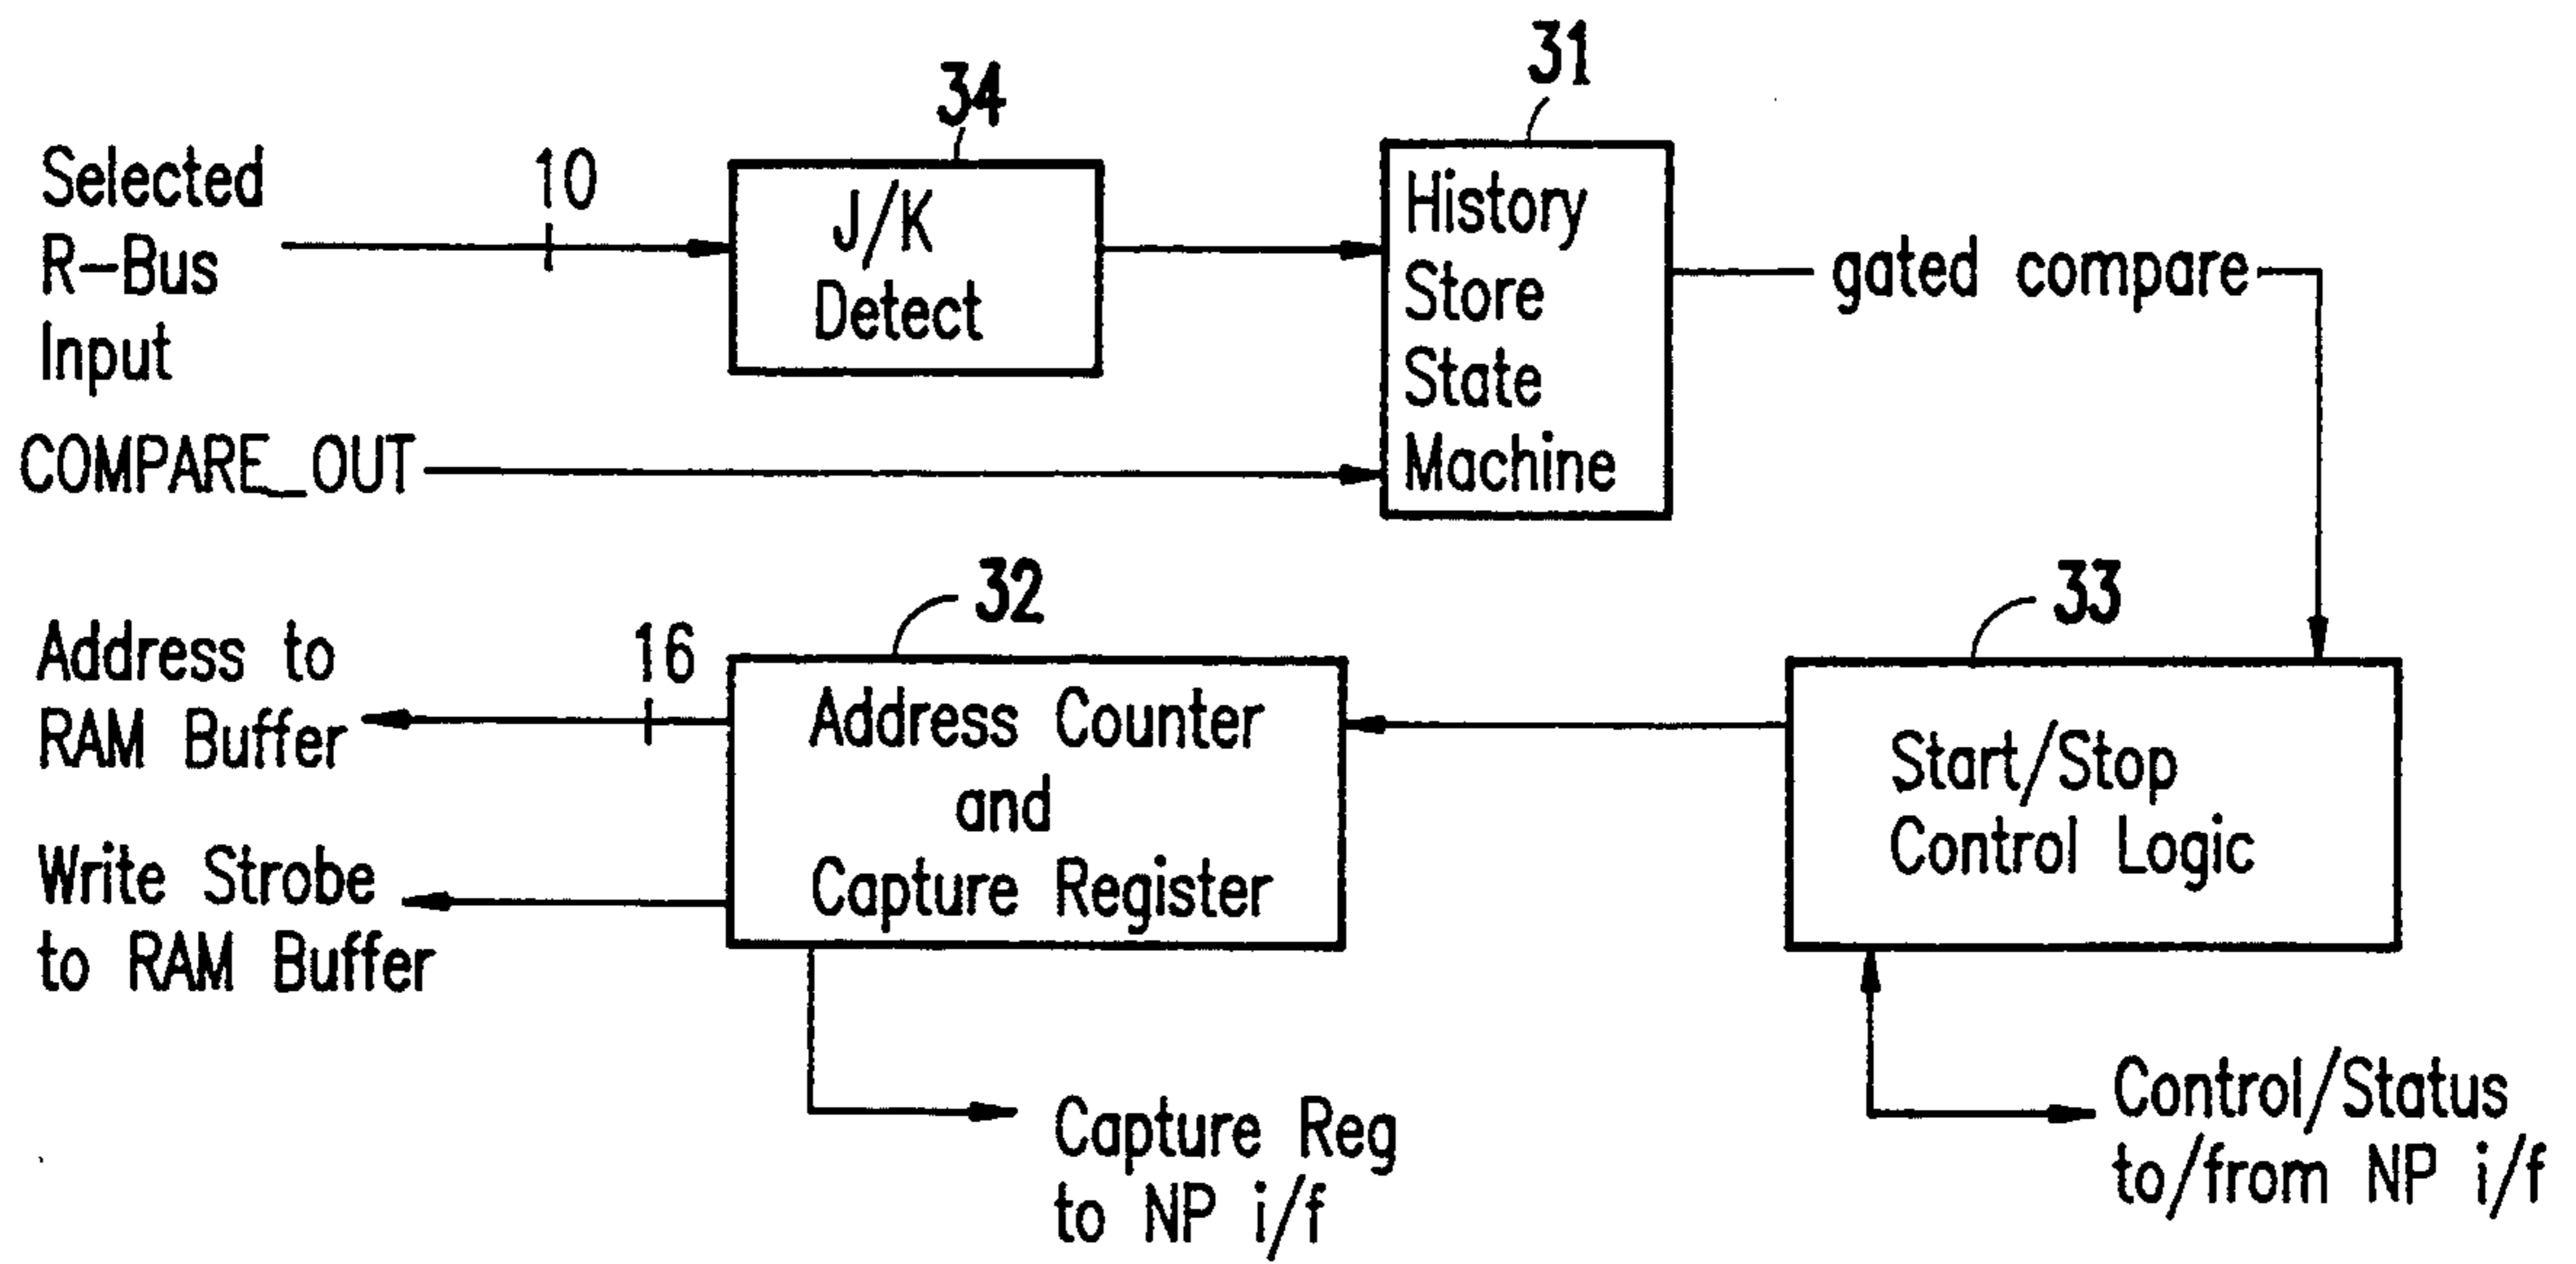 31
34
Selected
R-Bus
Input
10
J/K
Detect
History
Store
State
Machine
gated compare
COMPARE_OUT
32
33
Address to
RAM Buffer
16
Address Counter
and
Capture Register
Start/Stop
Control Logic
Write Strobe
to RAM Buffer
Capture Reg
to NP i/f
Control/Status
to/from NP i/f